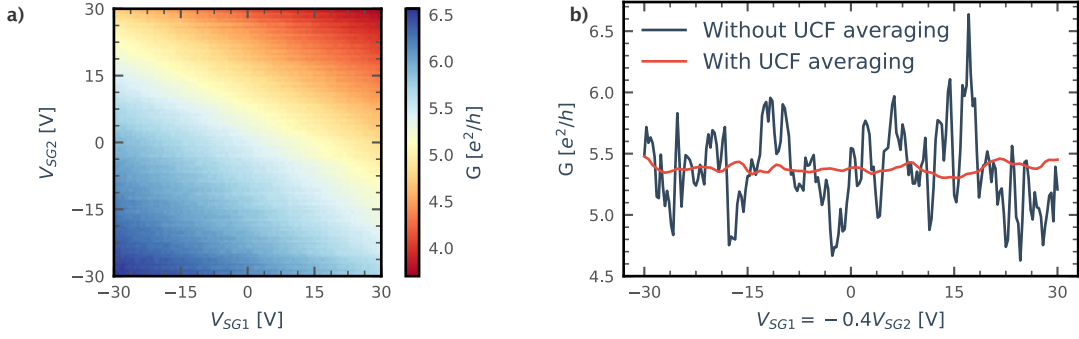 a)
30
15
0
−15
−30
V_SG2 [V]
−30 −15 0 15 30
V_SG1 [V]
6.5
6.0
5.5
5.0
4.5
4.0
G [e²/h]
b)
6.5
6.0
5.5
5.0
4.5
G [e²/h]
Without UCF averaging
With UCF averaging
−30 −15 0 15 30
V_SG1 = −0.4V_SG2 [V]